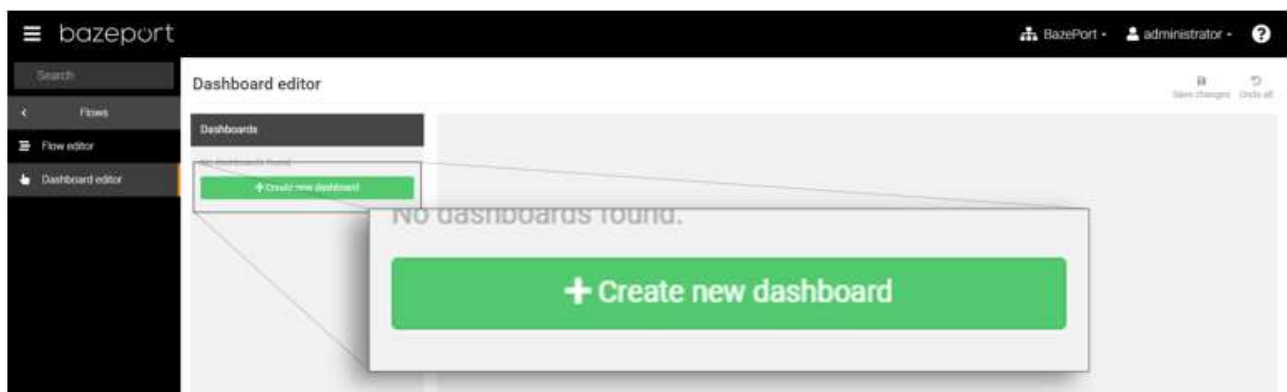 bazeport
BazePort
administrator
?
Search
Dashboard editor
Save changes
Undo all
Flows
Flow editor
Dashboard editor
Dashboards
No dashboards found.
Create new dashboard
No dashboards found.
Create new dashboard